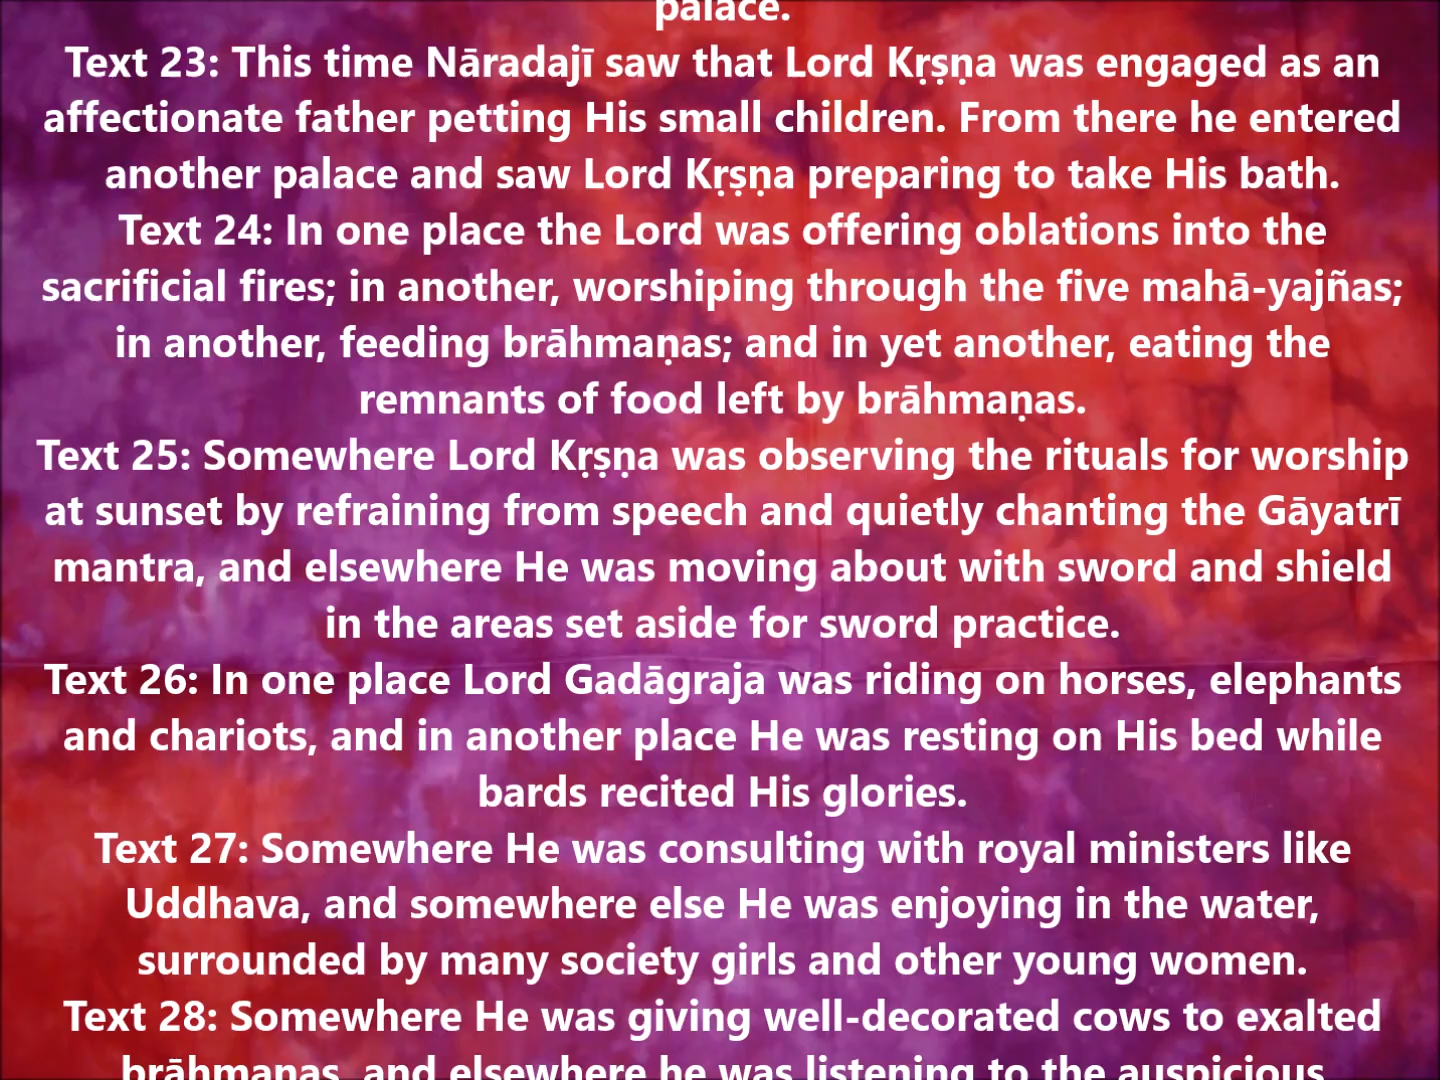 palace.
Text 23: This time Nāradajī saw that Lord Kṛṣṇa was engaged as an
affectionate father petting His small children. From there he entered
another palace and saw Lord Kṛṣṇa preparing to take His bath.
Text 24: In one place the Lord was offering oblations into the
sacrificial fires; in another, worshiping through the five mahā-yajñas;
in another, feeding brāhmaṇas; and in yet another, eating the
remnants of food left by brāhmaṇas.
Text 25: Somewhere Lord Kṛṣṇa was observing the rituals for worship
at sunset by refraining from speech and quietly chanting the Gāyatrī
mantra, and elsewhere He was moving about with sword and shield
in the areas set aside for sword practice.
Text 26: In one place Lord Gadāgraja was riding on horses, elephants
and chariots, and in another place He was resting on His bed while
bards recited His glories.
Text 27: Somewhere He was consulting with royal ministers like
Uddhava, and somewhere else He was enjoying in the water,
surrounded by many society girls and other young women.
Text 28: Somewhere He was giving well-decorated cows to exalted
brāhmaṇas, and elsewhere he was listening to the auspicious